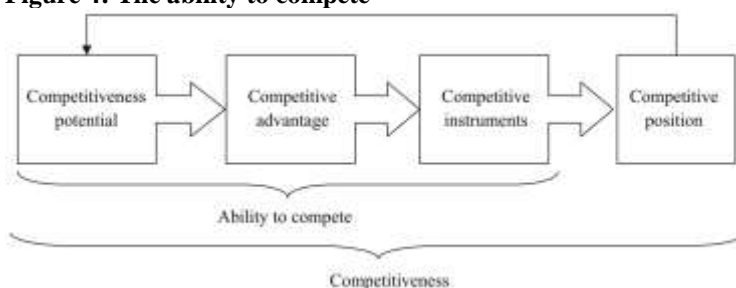 Figure 4: The ability to compete
Competitiveness
potential
Competitive
advantage
Competitive
instruments
Competitive
position
Ability to compete
Competitiveness